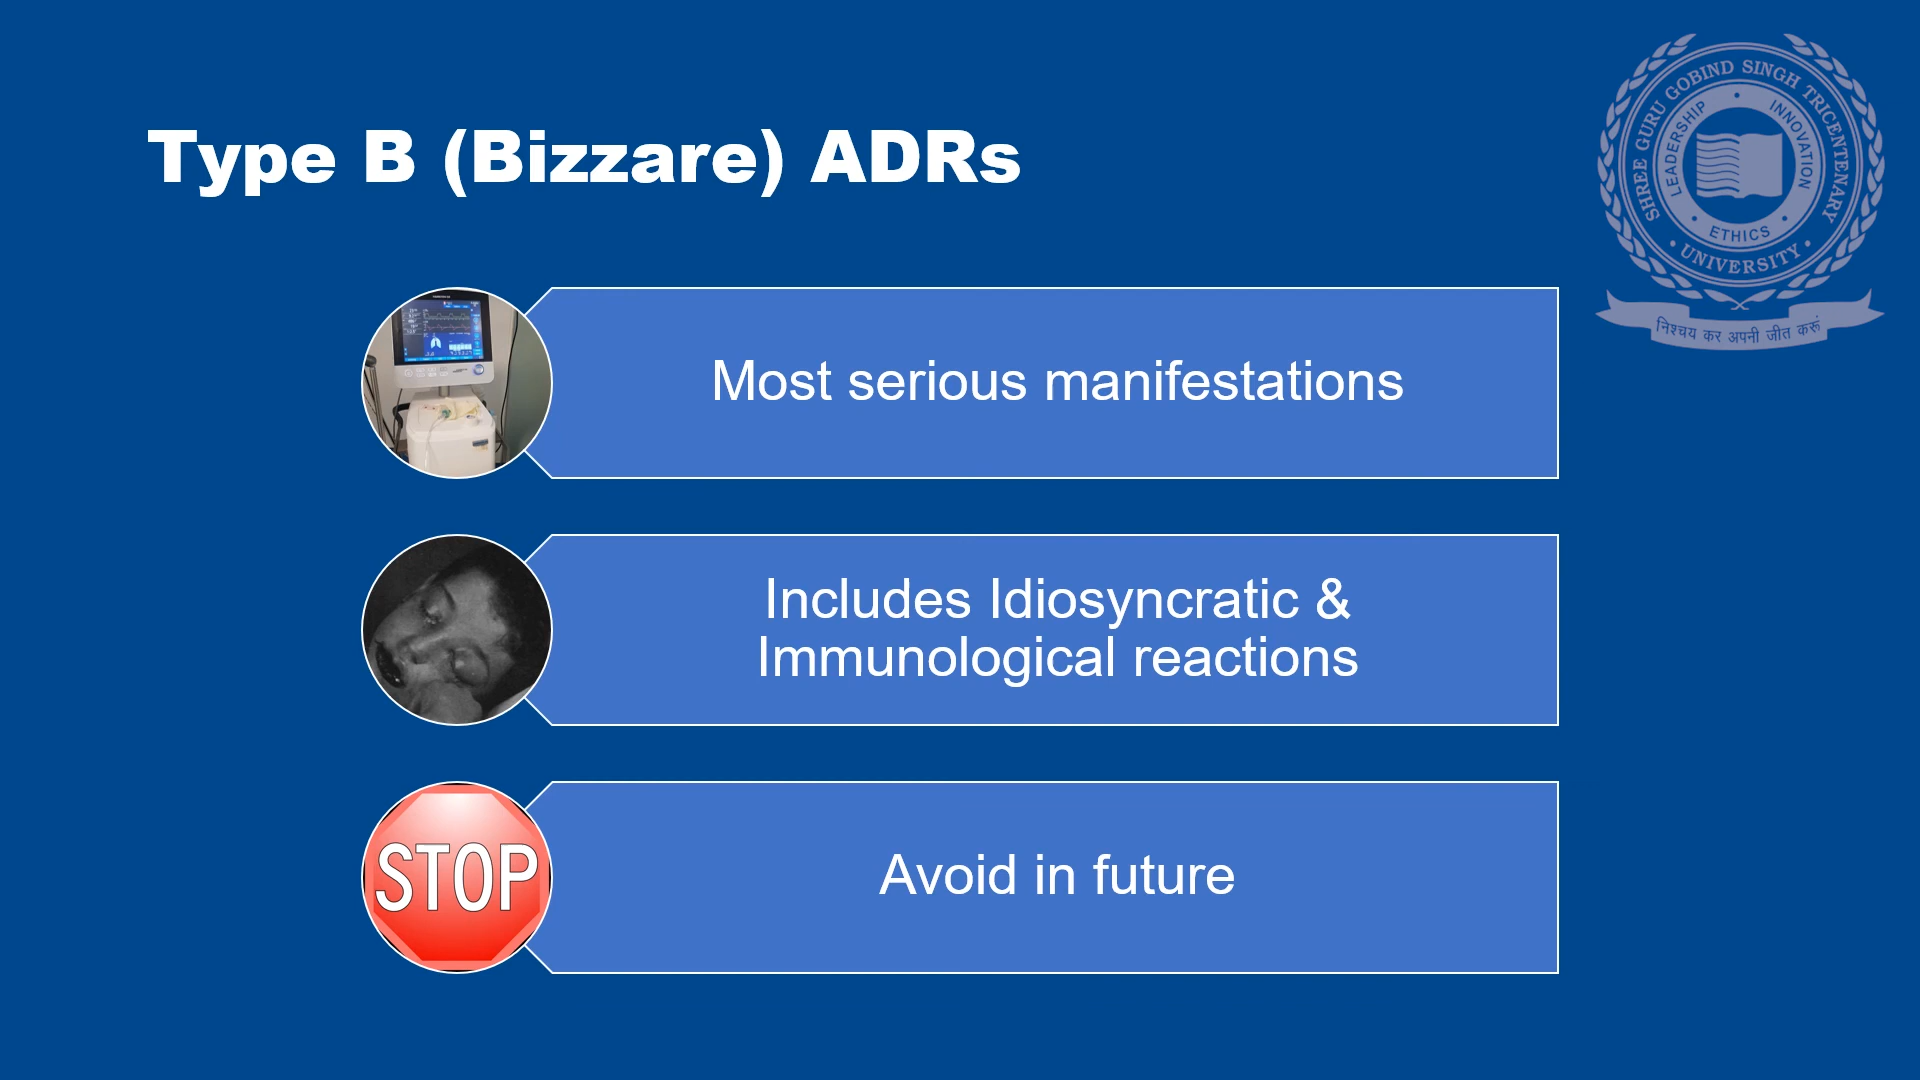 Type B (Bizzare) ADRs
SHREE GURU GOBIND SINGH TRICENTENARY
UNIVERSITY
LEADERSHIP
INNOVATION
ETHICS
निश्चय कर अपनी जीत करूं
Most serious manifestations
Includes Idiosyncratic &
Immunological reactions
STOP
Avoid in future